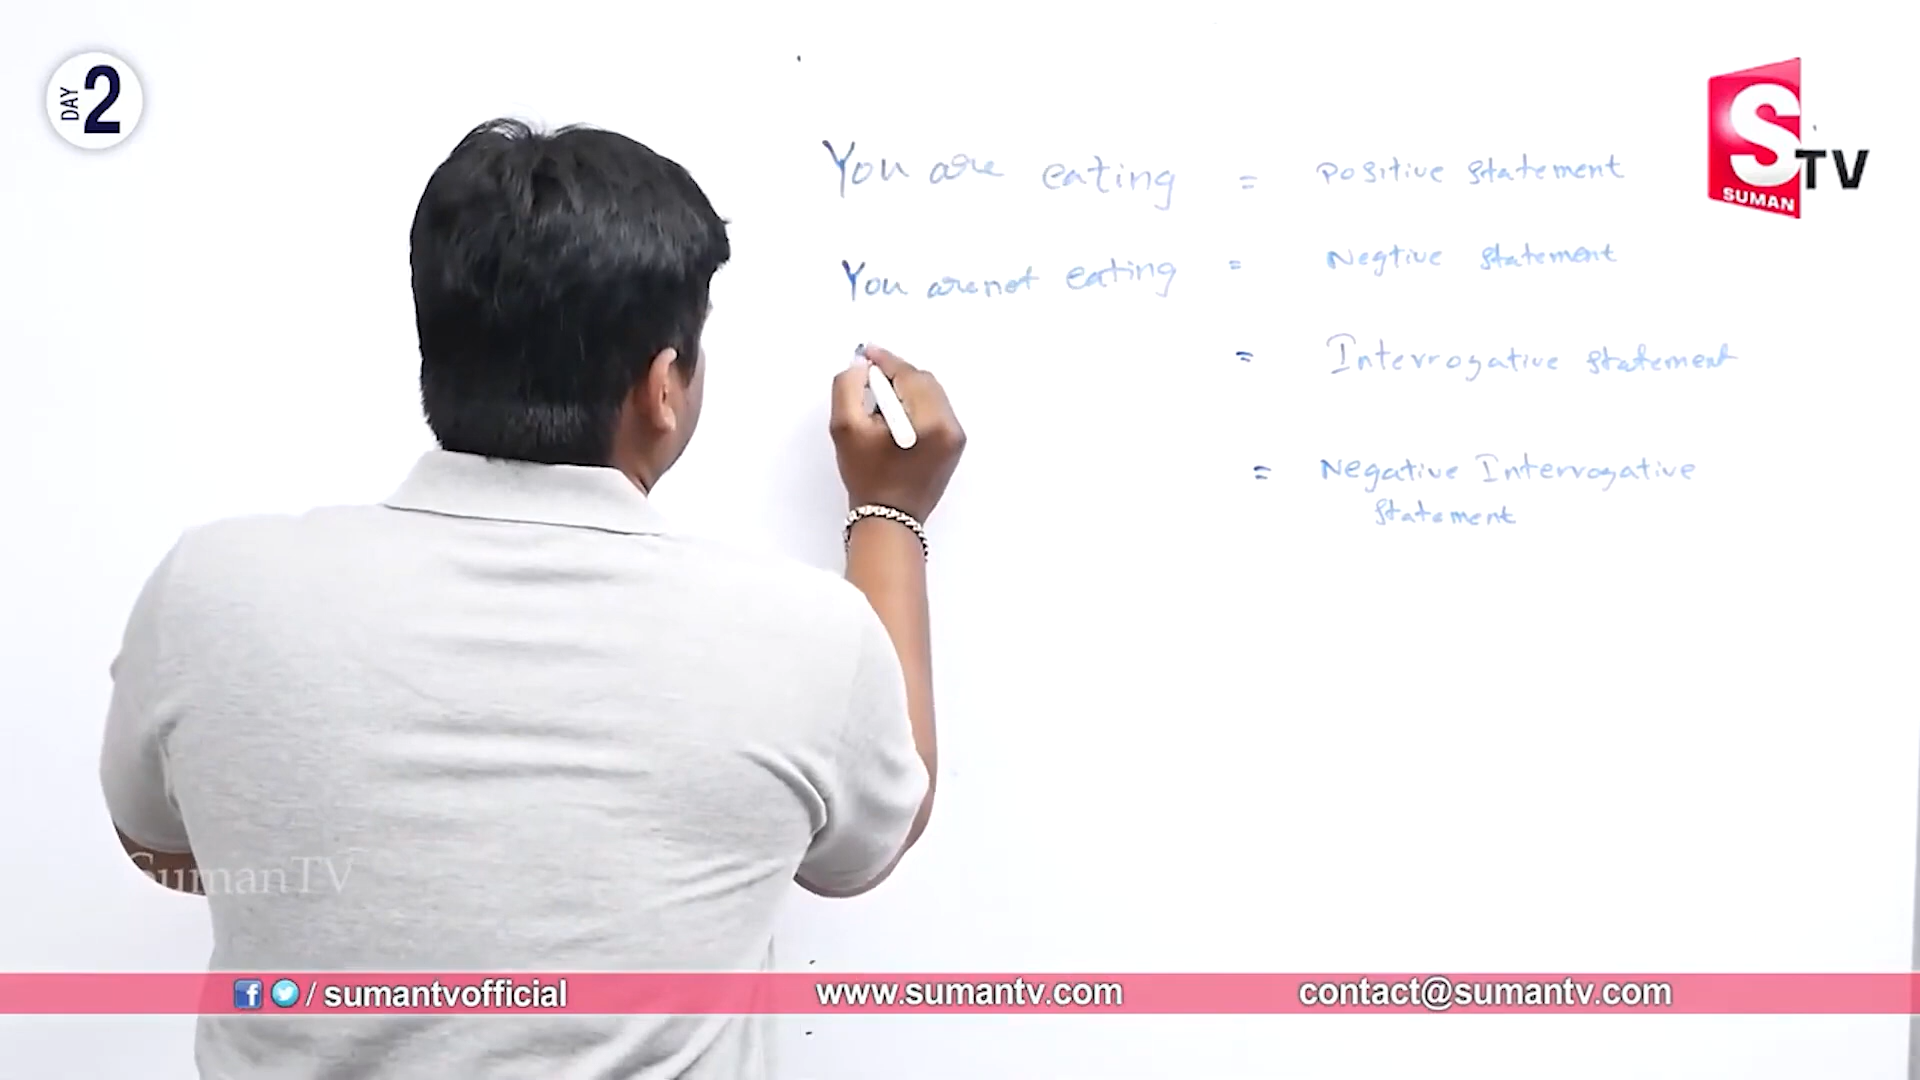 DAY 2
S TV
SUMAN
You are eating = Positive statement
You are not eating = Negtive statement
= Interrogative statement
= Negative Interrogative
statement
SumanTV
/ sumantvofficial
www.sumantv.com
contact@sumantv.com